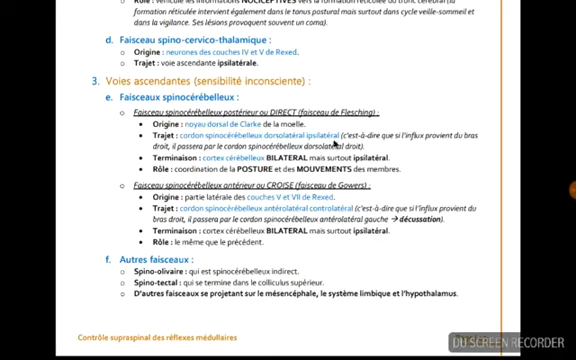 Rôle : véhicule les informations NOCICEPTIVES vers la formation réticulée du tronc cérébral (la
formation réticulée intervient également dans le tonus postural mais surtout dans cycle veille-sommeil et
dans la vigilance. Ses lésions provoquent souvent un coma).
d. Faisceau spino-cervico-thalamique :
o Origine : neurones des couches IV et V de Rexed.
o Trajet : voie ascendante ipsilatérale.
3. Voies ascendantes (sensibilité inconsciente) :
e. Faisceaux spinocérébelleux :
o Faisceau spinocérébelleux postérieur ou DIRECT (faisceau de Flesching) :
• Origine : noyau dorsal de Clarke de la moelle.
• Trajet : cordon spinocérébelleux dorsolatéral ipsilatéral (c'est-à-dire que si l'influx provient du bras
droit, il passera par le cordon spinocérébelleux dorsolatéral droit).
• Terminaison : cortex cérébelleux BILATERAL mais surtout ipsilatéral.
• Rôle : coordination de la POSTURE et des MOUVEMENTS des membres.
o Faisceau spinocérébelleux antérieur ou CROISE (faisceau de Gowers) :
• Origine : partie latérale des couches V et VII de Rexed.
• Trajet : cordon spinocérébelleux antérolatéral controlatéral (c'est-à-dire que si l'influx provient du
bras droit, il passera par le cordon spinocérébelleux antérolatéral gauche → décussation).
• Terminaison : cortex cérébelleux BILATERAL mais surtout ipsilatéral.
• Rôle : le même que le précédent.
f. Autres faisceaux :
o Spino-olivaire : qui est spinocérébelleux indirect.
o Spino-tectal : qui se termine dans le colliculus supérieur.
o D'autres faisceaux se projetant sur le mésencéphale, le système limbique et l'hypothalamus.
Contrôle supraspinal des réflexes médullaires
DU SCREEN RECORDER